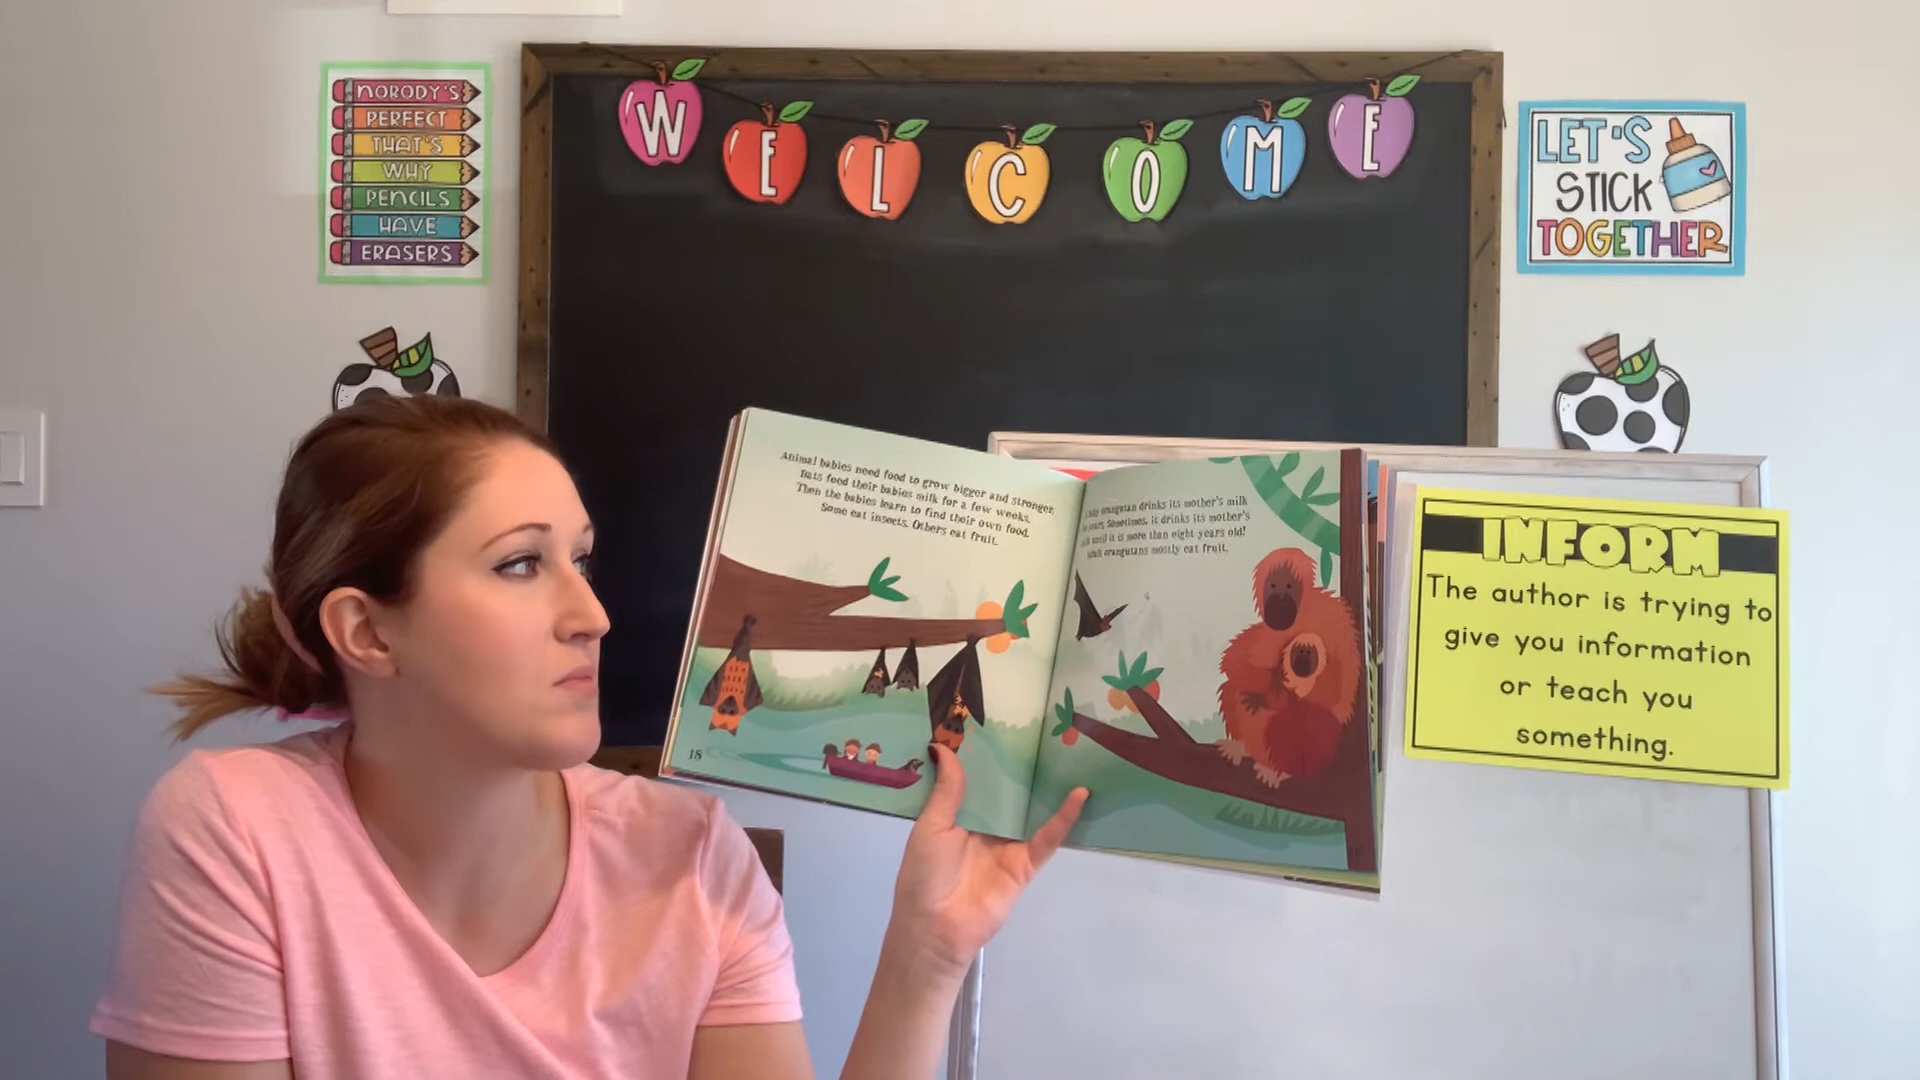 NOBODY'S
PERFECT
THAT'S
WHY
PENCILS
HAVE
ERASERS
WELCOME
LET'S
STICK
TOGETHER
Animal babies need food to grow bigger and stronger.
Bats feed their babies milk for a few weeks.
Then the babies learn to find their own food.
Some eat insects. Others eat fruit.
18
orangutan drinks its mother's milk
years. Sometimes, it drinks its mother's
until it is more than eight years old!
orangutans mostly eat fruit.
INFORM
The author is trying to
give you information
or teach you
something.